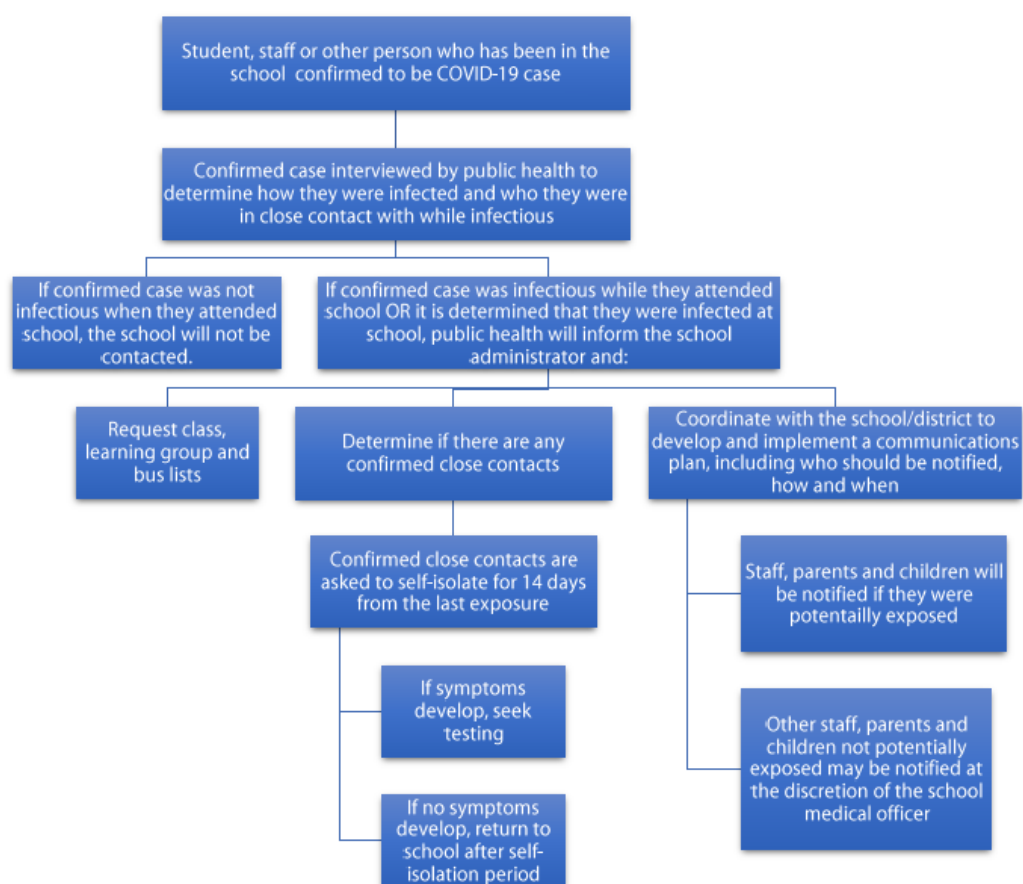 Student, staff or other person who has been in the
school confirmed to be COVID-19 case
Confirmed case interviewed by public health to
determine how they were infected and who they were
in close contact with while infectious
If confirmed case was not
infectious when they attended
school, the school will not be
contacted.
If confirmed case was infectious while they attended
school OR it is determined that they were infected at
school, public health will inform the school
administrator and:
Request class,
learning group and
bus lists
Determine if there are any
confirmed close contacts
Coordinate with the school/district to
develop and implement a communications
plan, including who should be notified,
how and when
Confirmed close contacts are
asked to self-isolate for 14 days
from the last exposure
Staff, parents and children will
be notified if they were
potentailly exposed
If symptoms
develop, seek
testing
Other staff, parents and
children not potentially
exposed may be notified at
the discretion of the school
medical officer
If no symptoms
develop, return to
school after self-
isolation period